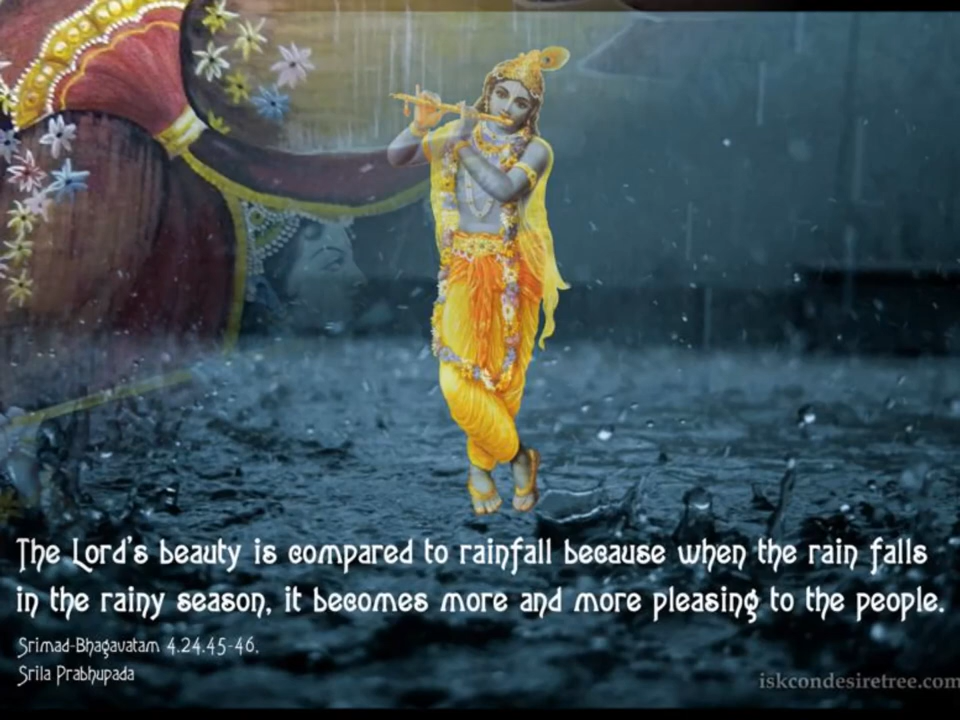 The Lord's beauty is compared to rainfall because when the rain falls
in the rainy season, it becomes more and more pleasing to the people.
Srimad-Bhagavatam 4.24.45-46,
Srila Prabhupada
iskcondesiretree.com